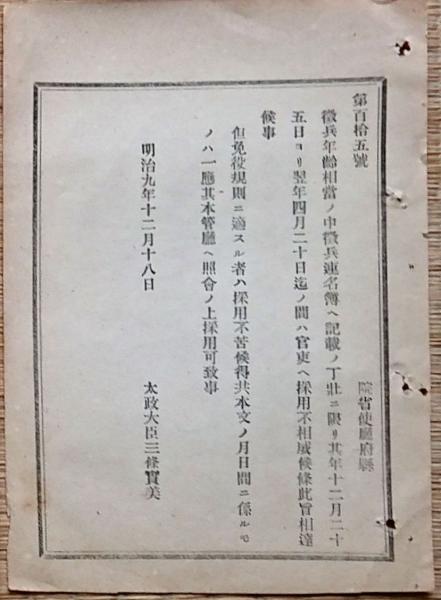 第百拾五號
院省使廳府縣
徴兵年齡相當ノ中徴兵連名簿ヘ記載ノ丁壯ニ限リ其年十二月二十
五日ヨリ翌年四月二十日迄ノ間ハ官吏ヘ採用不相成候條此旨相達
候事
但免役規則ニ適スル者ハ採用不苦候得共本文ノ月日間ニ係ルモ
ノハ一應其本管廳ヘ照會ノ上採用可致事
明治九年十二月十八日
太政大臣三條實美